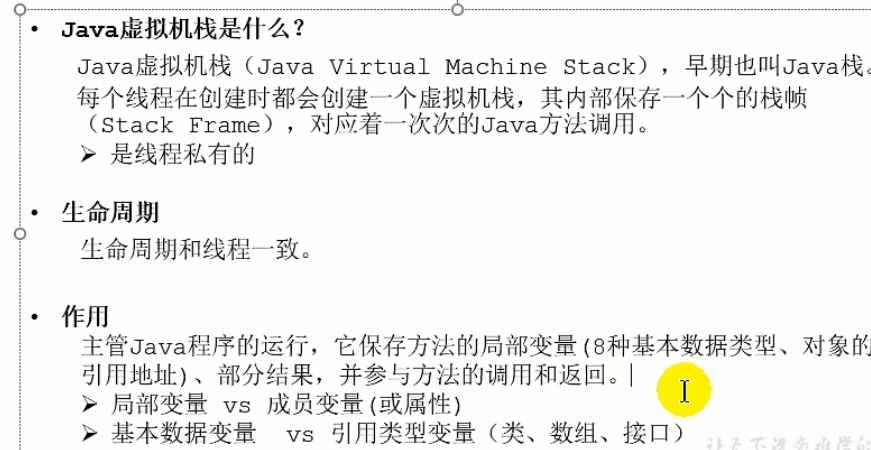 • Java虚拟机栈是什么？
Java虚拟机栈（Java Virtual Machine Stack），早期也叫Java栈。
每个线程在创建时都会创建一个虚拟机栈，其内部保存一个个的栈帧
（Stack Frame），对应着一次次的Java方法调用。
➢ 是线程私有的
• 生命周期
生命周期和线程一致。
• 作用
主管Java程序的运行，它保存方法的局部变量(8种基本数据类型、对象的
引用地址)、部分结果，并参与方法的调用和返回。
➢ 局部变量 vs 成员变量(或属性)
➢ 基本数据变量 vs 引用类型变量（类、数组、接口）